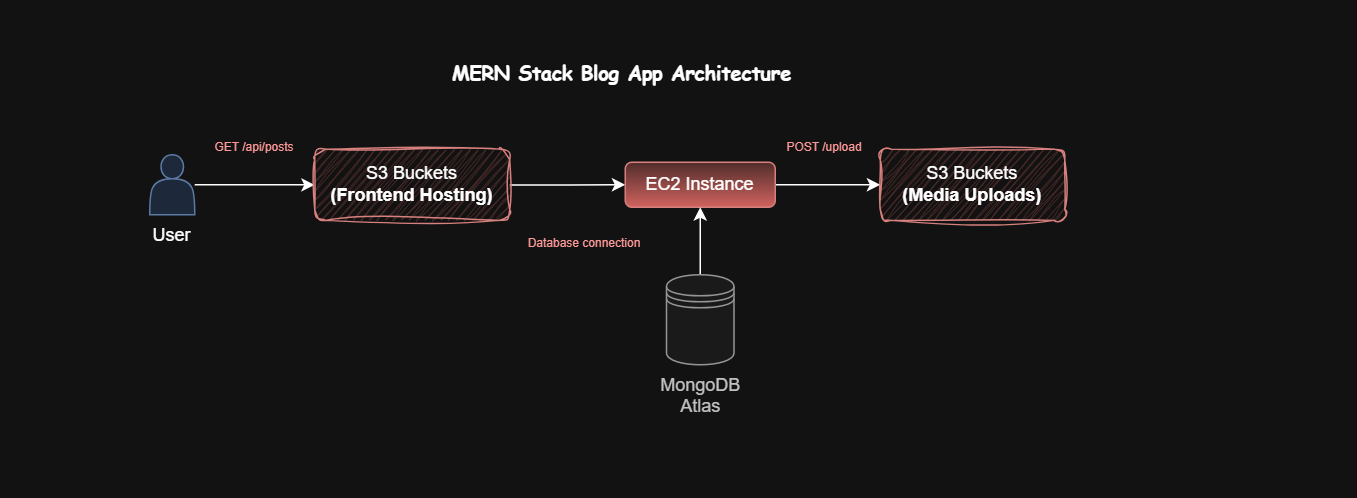 MERN Stack Blog App Architecture
GET /api/posts
POST /upload
S3 Buckets
(Frontend Hosting)
EC2 Instance
S3 Buckets
(Media Uploads)
User
Database connection
MongoDB
Atlas